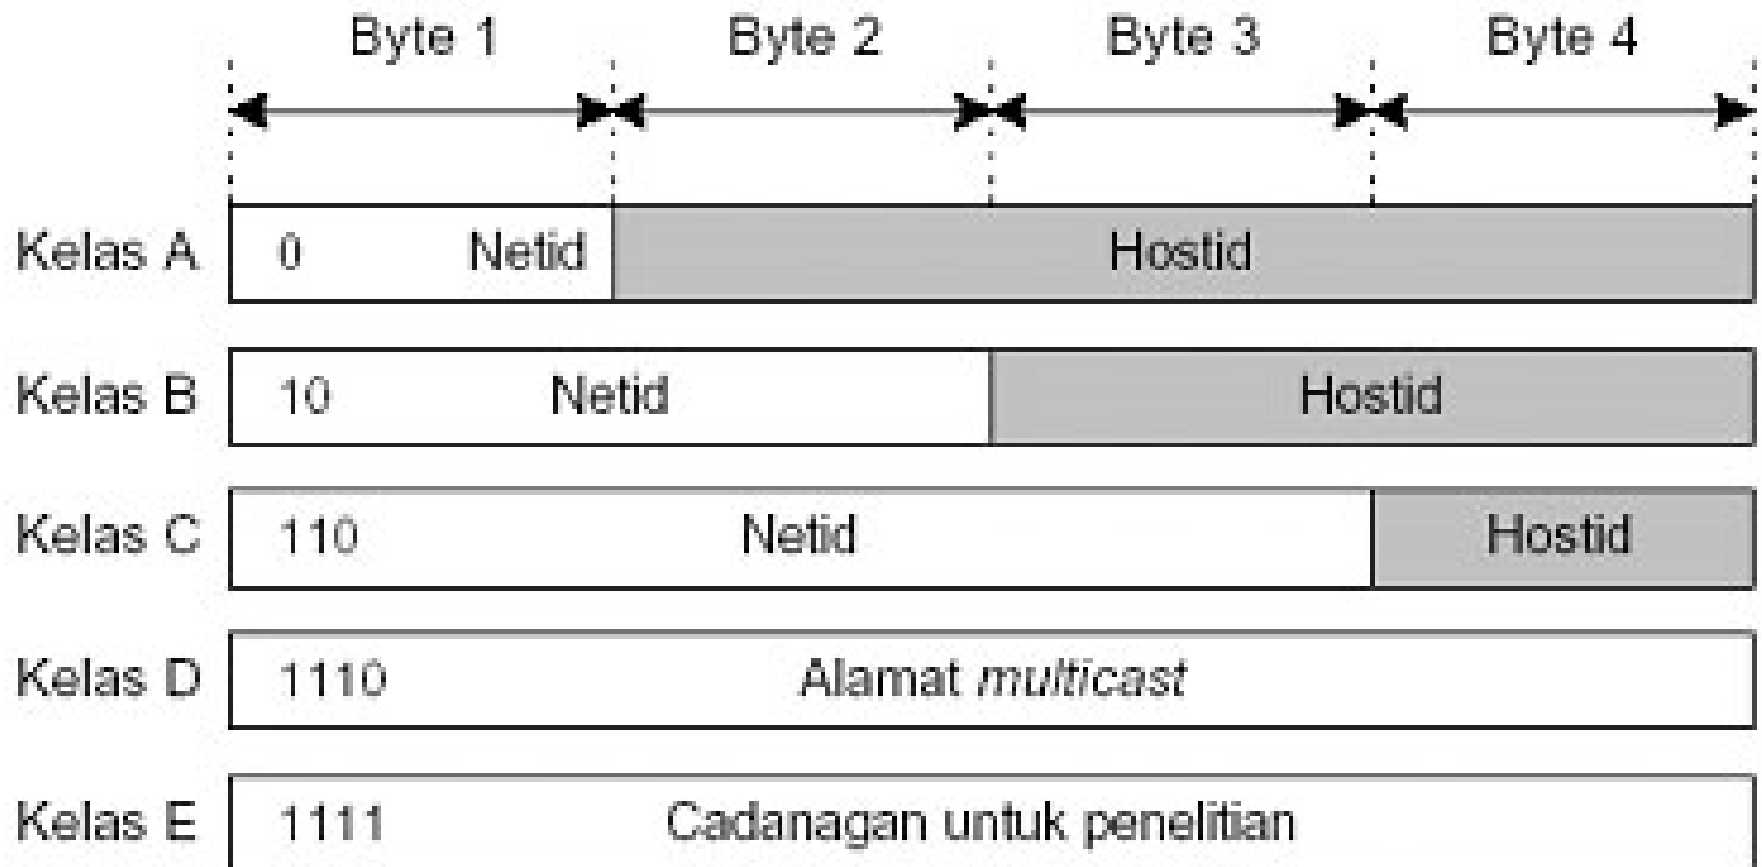 Byte 1 Byte 2 Byte 3 Byte 4
Kelas A 0 Netid Hostid
Kelas B 10 Netid Hostid
Kelas C 110 Netid Hostid
Kelas D 1110 Alamat multicast
Kelas E 1111 Cadanagan untuk penelitian